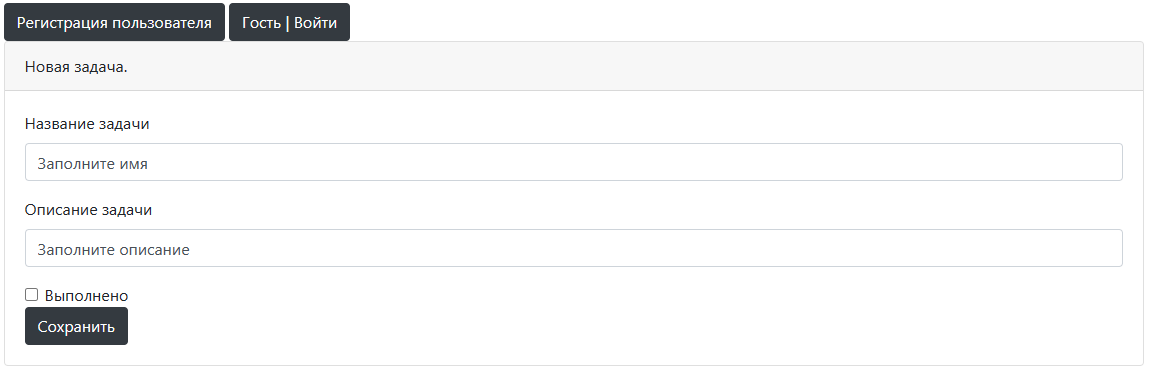 Регистрация пользователя Гость | Войти
Новая задача.
Название задачи
Заполните имя
Описание задачи
Заполните описание
Выполнено
Сохранить